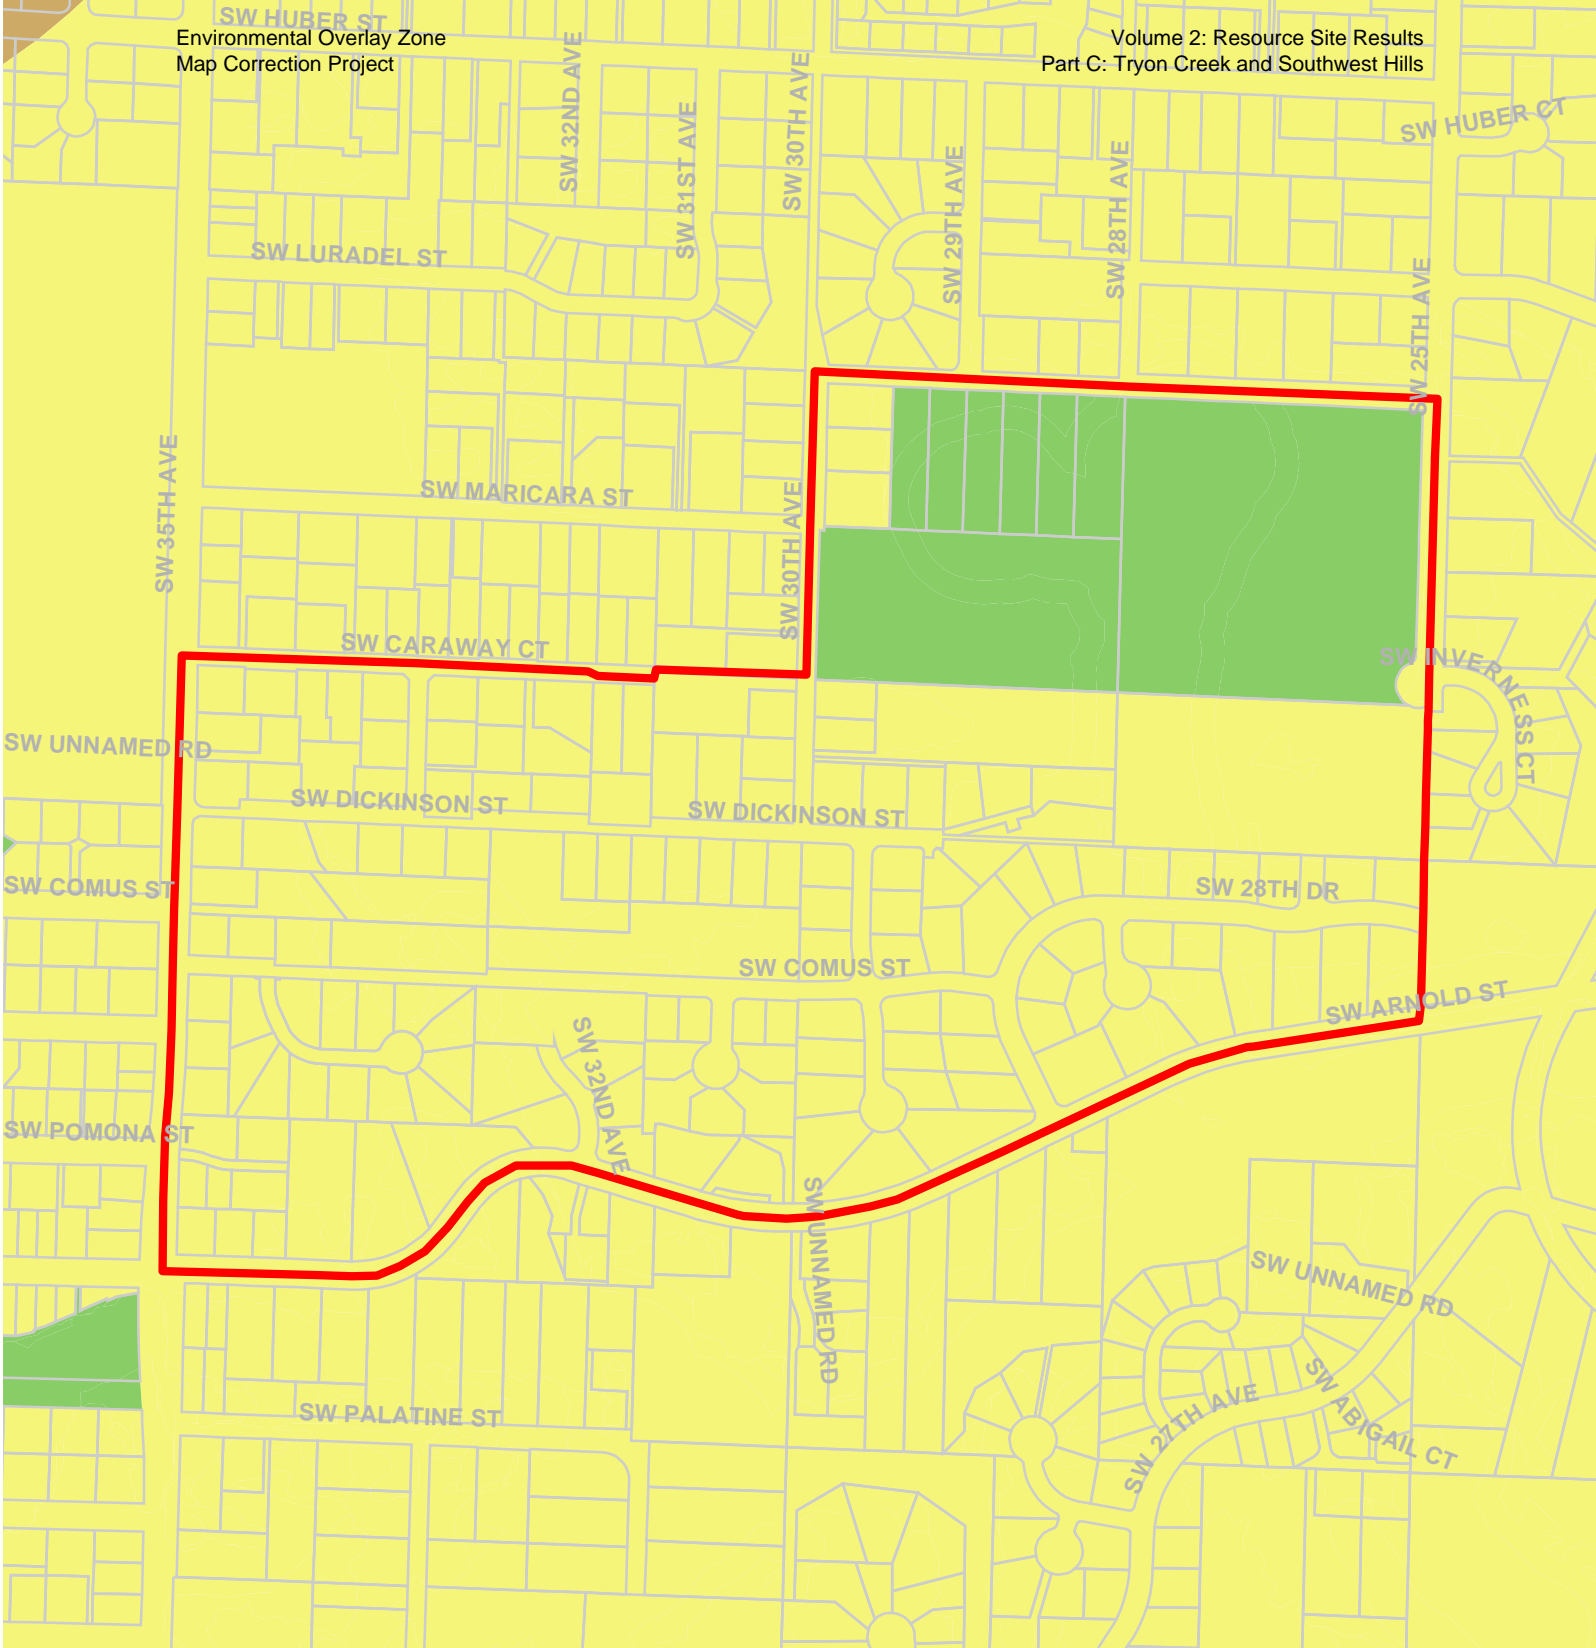 SW HUBER ST
Environmental Overlay Zone
Map Correction Project
Volume 2: Resource Site Results
Part C: Tryon Creek and Southwest Hills
SW HUBER CT
SW 32ND AVE
SW 31ST AVE
SW 30TH AVE
SW 29TH AVE
SW 28TH AVE
SW 25TH AVE
SW LURADEL ST
SW 35TH AVE
SW MARICARA ST
SW 30TH AVE
SW CARAWAY CT
SW INVERNESS CT
SW UNNAMED RD
SW DICKINSON ST
SW DICKINSON ST
SW COMUS ST
SW 28TH DR
SW COMUS ST
SW ARNOLD ST
SW 32ND AVE
SW POMONA ST
SW UNNAMED RD
SW UNNAMED RD
SW PALATINE ST
SW 27TH AVE
SW ABIGAIL CT